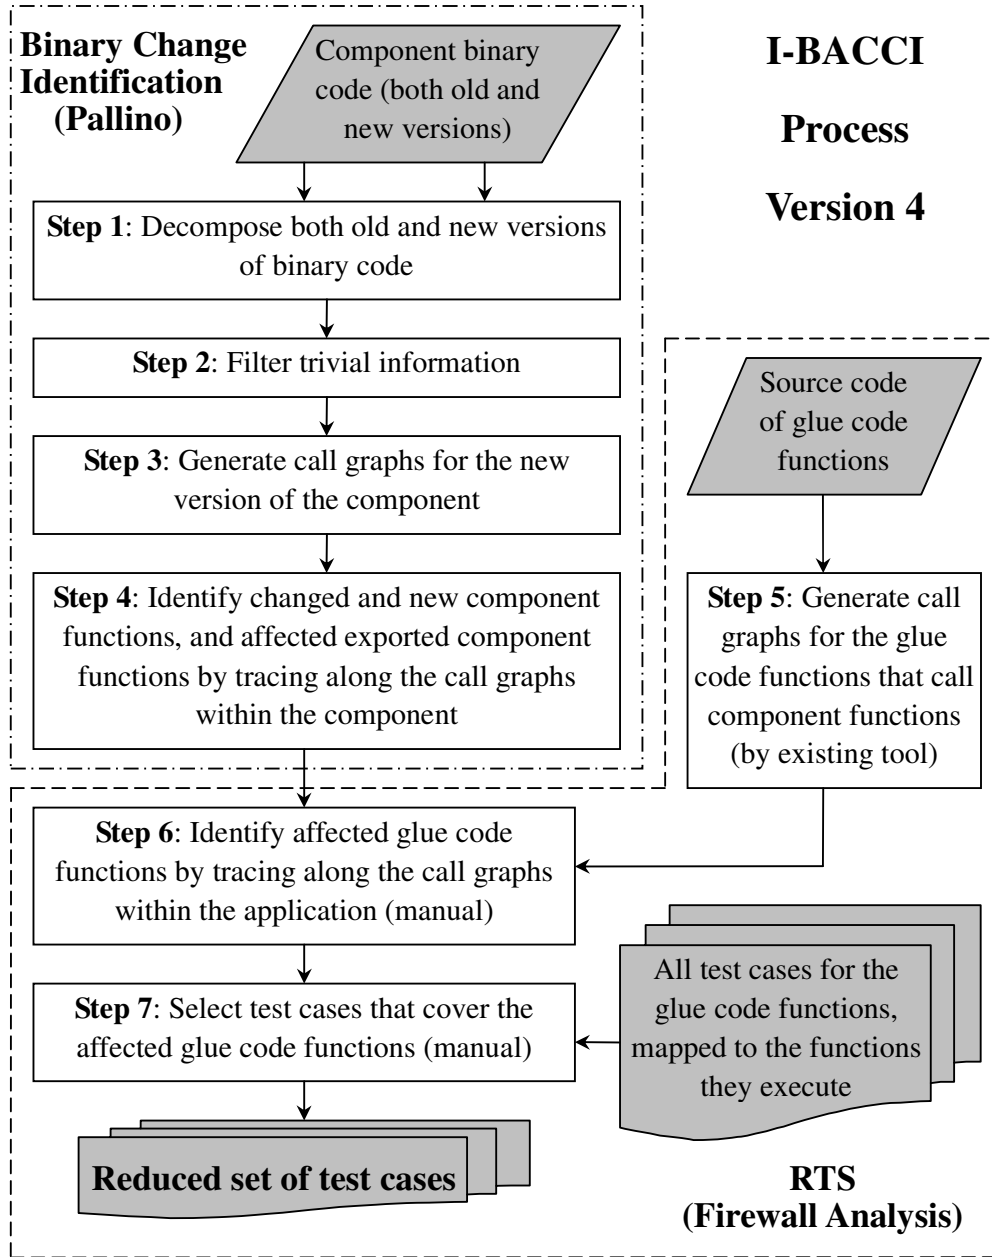 Binary Change
Identification
(Pallino)
Component binary
code (both old and
new versions)
I-BACCI
Process
Version 4
Step 1: Decompose both old and new versions
of binary code
Step 2: Filter trivial information
Step 3: Generate call graphs for the new
version of the component
Step 4: Identify changed and new component
functions, and affected exported component
functions by tracing along the call graphs
within the component
Source code
of glue code
functions
Step 5: Generate call
graphs for the glue
code functions that call
component functions
(by existing tool)
Step 6: Identify affected glue code
functions by tracing along the call graphs
within the application (manual)
Step 7: Select test cases that cover the
affected glue code functions (manual)
All test cases for the
glue code functions,
mapped to the functions
they execute
Reduced set of test cases
RTS
(Firewall Analysis)